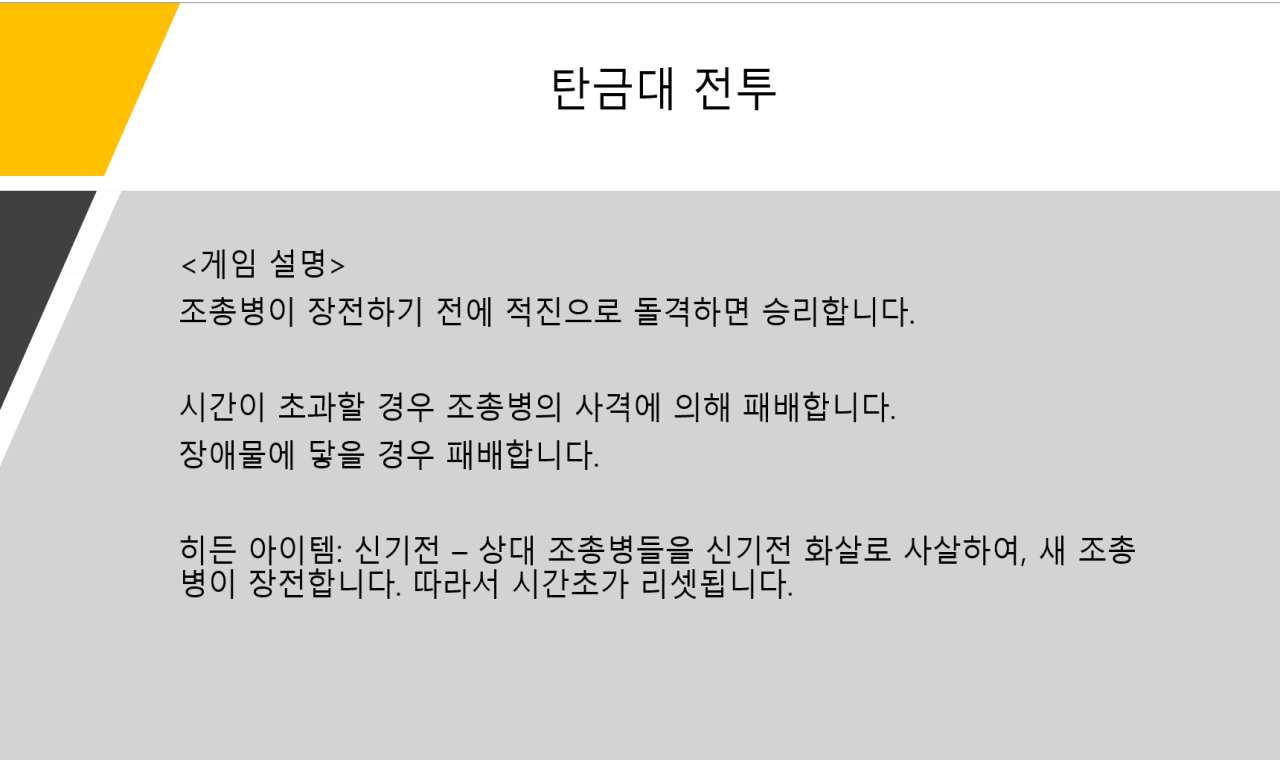 탄금대 전투
<게임 설명>
조총병이 장전하기 전에 적진으로 돌격하면 승리합니다.
시간이 초과할 경우 조총병의 사격에 의해 패배합니다.
장애물에 닿을 경우 패배합니다.
히든 아이템: 신기전 – 상대 조총병들을 신기전 화살로 사살하여, 새 조총
병이 장전합니다. 따라서 시간초가 리셋됩니다.